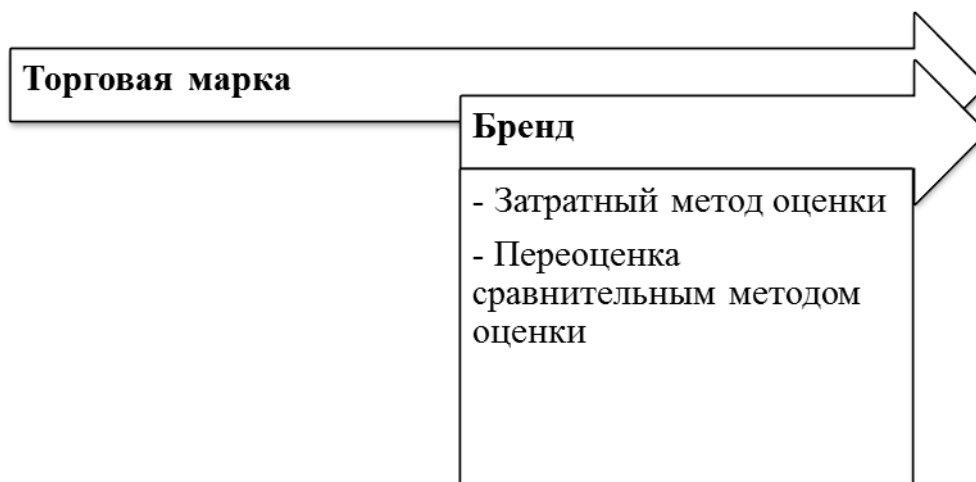 Торговая марка
Бренд
- Затратный метод оценки
- Переоценка
сравнительным методом
оценки